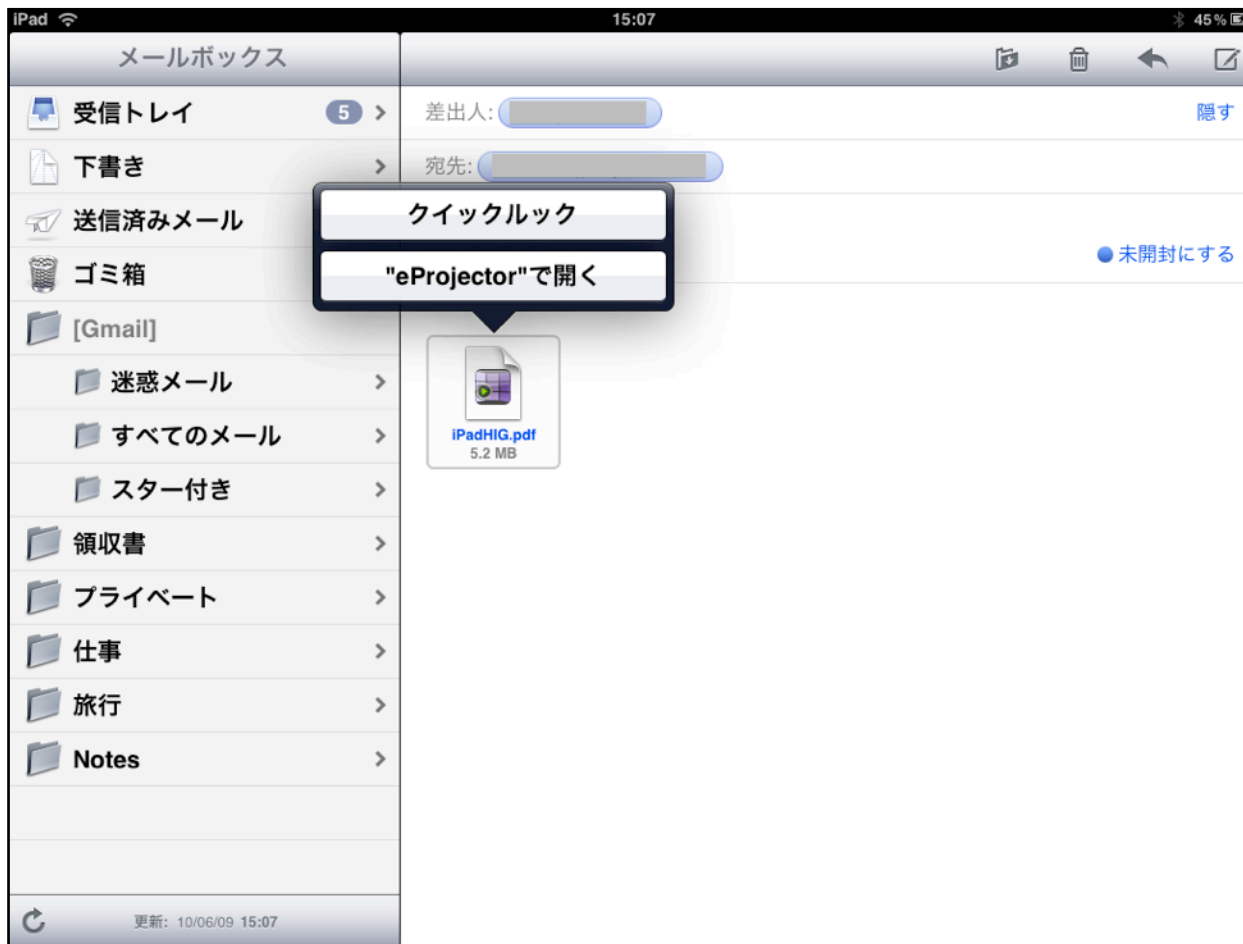 iPad 15:07 45%
メールボックス
受信トレイ 5
下書き
送信済みメール
ゴミ箱
[Gmail]
迷惑メール
すべてのメール
スター付き
領収書
プライベート
仕事
旅行
Notes
更新: 10/06/09 15:07
差出人: 隠す
宛先:
クイックルック
"eProjector"で開く
未開封にする
iPadHIG.pdf
5.2 MB